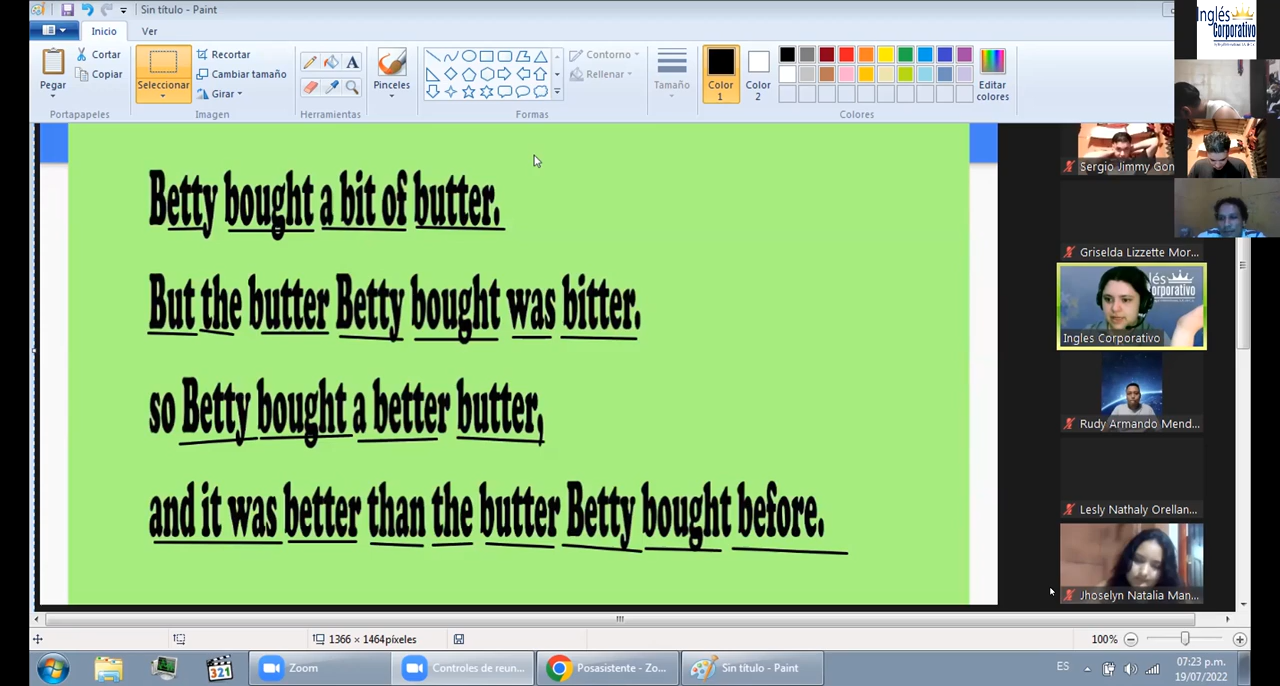 Sin título - Paint
Inicio
Ver
Pegar
Cortar
Copiar
Portapapeles
Seleccionar
Recortar
Cambiar tamaño
Girar
Imagen
A
Herramientas
Pinceles
Contorno
Rellenar
Formas
Tamaño
Color
1
Color
2
Editar
colores
Colores
Inglés
Corporativo
Betty bought a bit of butter.
But the butter Betty bought was bitter.
so Betty bought a better butter,
and it was better than the butter Betty bought before.
Sergio Jimmy Gon
Griselda Lizzette Mor...
Ingles Corporativo
Rudy Armando Mend...
Lesly Nathaly Orellan...
Jhoselyn Natalia Man...
1366 × 1464píxeles
100%
Zoom
Controles de reun...
Posasistente - Zo...
Sin título - Paint
321
ES
07:23 p.m.
19/07/2022